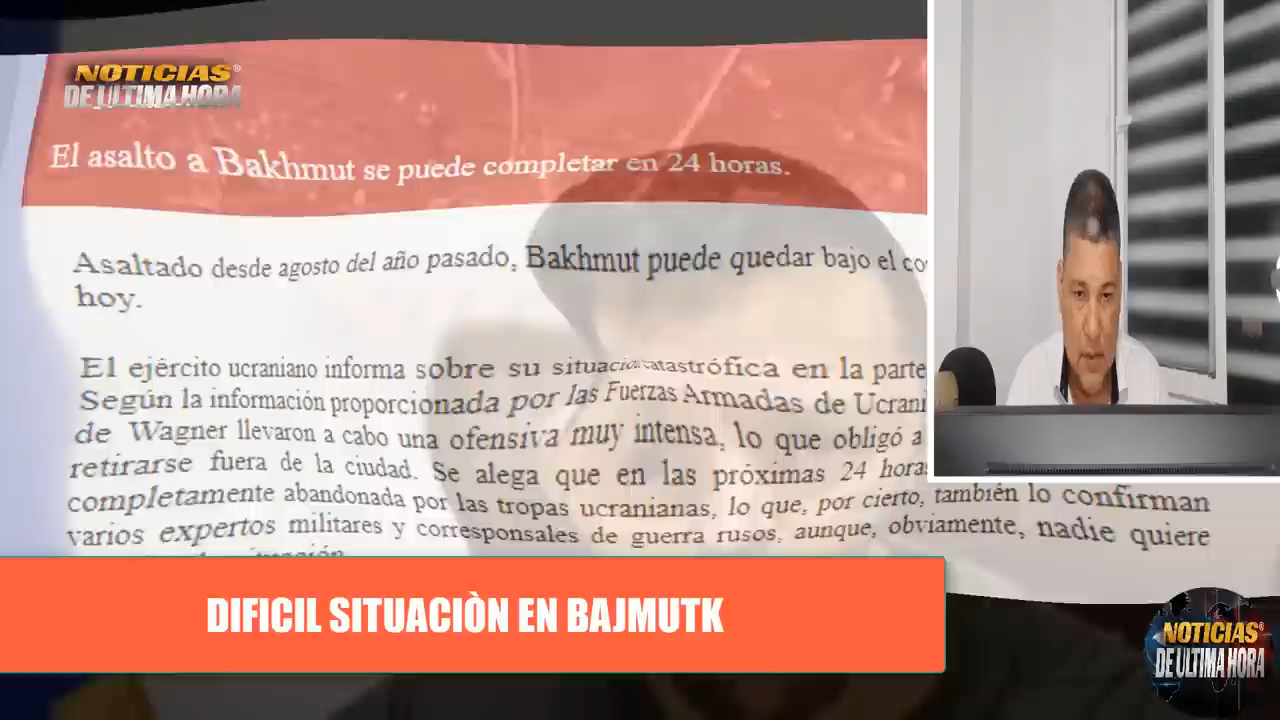 NOTICIAS®
DE ULTIMA HORA
El asalto a Bakhmut se puede completar en 24 horas.
Asaltado desde agosto del año pasado, Bakhmut puede quedar bajo el co
hoy.
El ejército ucraniano informa sobre su catastrófica en la parte
Según la información proporcionada por las Fuerzas Armadas de Ucrani
de Wagner llevaron a cabo una ofensiva muy intensa, lo que obligó a
retirarse fuera de la ciudad. Se alega que en las próximas 24 horas
completamente abandonada por las tropas ucranianas, lo que, por cierto, también lo confirman
varios expertos militares y corresponsales de guerra rusos, aunque, obviamente, nadie quiere
DIFICIL SITUACIÒN EN BAJMUTK
NOTICIAS®
DE ULTIMA HORA